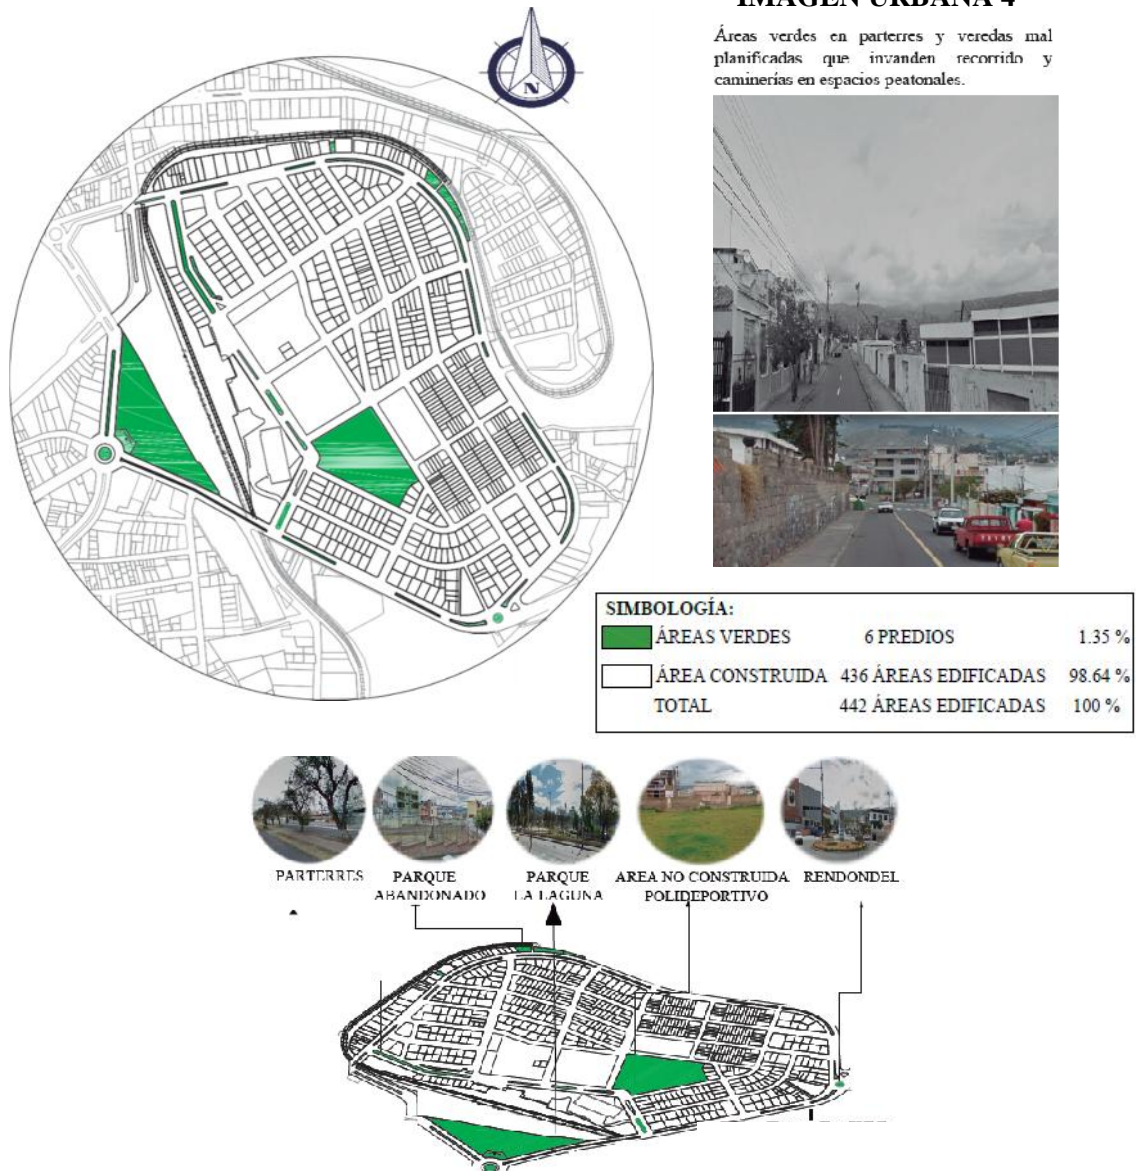 IMAGEN URBANA 4
Áreas verdes en parterres y veredas mal
planificadas que invanden recorrido y
caminerías en espacios peatonales.
N
SIMBOLOGÍA:
ÁREAS VERDES 6 PREDIOS 1.35 %
ÁREA CONSTRUIDA 436 ÁREAS EDIFICADAS 98.64 %
TOTAL 442 ÁREAS EDIFICADAS 100 %
PARTERRES
PARQUE
ABANDONADO
PARQUE
LA LAGUNA
AREA NO CONSTRUIDA
POLIDEPORTIVO
RENDONDEL